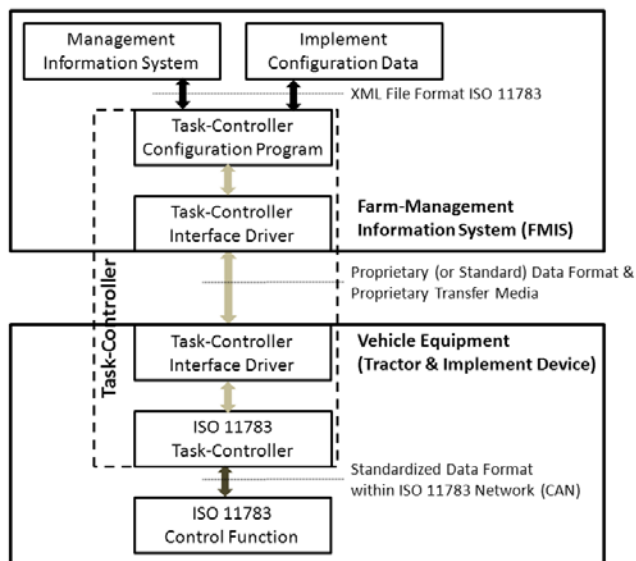 Management
Information System
Implement
Configuration Data
XML File Format ISO 11783
Task-Controller
Configuration Program
Task-Controller
Interface Driver
Farm-Management
Information System (FMIS)
Task-Controller
Proprietary (or Standard) Data Format &
Proprietary Transfer Media
Task-Controller
Interface Driver
Vehicle Equipment
(Tractor & Implement Device)
ISO 11783
Task-Controller
Standardized Data Format
within ISO 11783 Network (CAN)
ISO 11783
Control Function